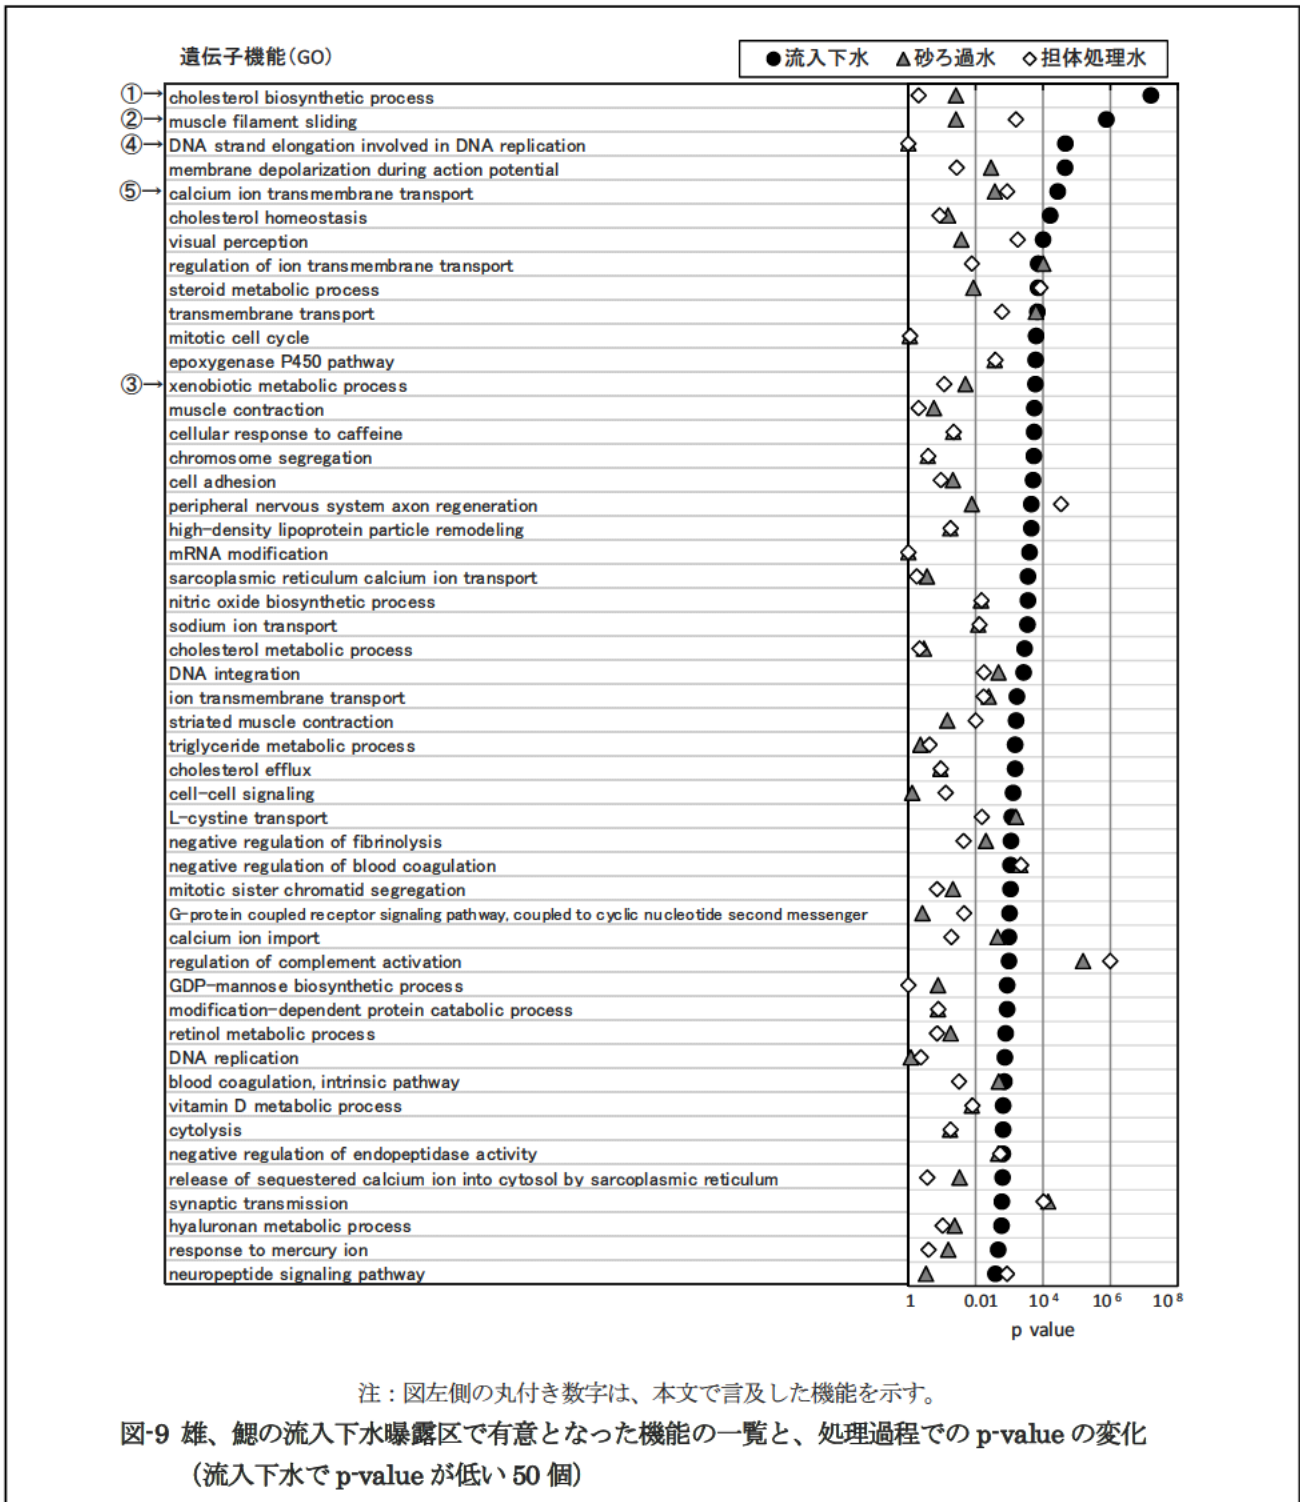 遺伝子機能(GO)
●流入下水 ▲砂ろ過水 ◇担体処理水
①→ cholesterol biosynthetic process
②→ muscle filament sliding
④→ DNA strand elongation involved in DNA replication
membrane depolarization during action potential
⑤→ calcium ion transmembrane transport
cholesterol homeostasis
visual perception
regulation of ion transmembrane transport
steroid metabolic process
transmembrane transport
mitotic cell cycle
epoxygenase P450 pathway
③→ xenobiotic metabolic process
muscle contraction
cellular response to caffeine
chromosome segregation
cell adhesion
peripheral nervous system axon regeneration
high-density lipoprotein particle remodeling
mRNA modification
sarcoplasmic reticulum calcium ion transport
nitric oxide biosynthetic process
sodium ion transport
cholesterol metabolic process
DNA integration
ion transmembrane transport
striated muscle contraction
triglyceride metabolic process
cholesterol efflux
cell-cell signaling
L-cystine transport
negative regulation of fibrinolysis
negative regulation of blood coagulation
mitotic sister chromatid segregation
G-protein coupled receptor signaling pathway, coupled to cyclic nucleotide second messenger
calcium ion import
regulation of complement activation
GDP-mannose biosynthetic process
modification-dependent protein catabolic process
retinol metabolic process
DNA replication
blood coagulation, intrinsic pathway
vitamin D metabolic process
cytolysis
negative regulation of endopeptidase activity
release of sequestered calcium ion into cytosol by sarcoplasmic reticulum
synaptic transmission
hyaluronan metabolic process
response to mercury ion
neuropeptide signaling pathway
1 0.01 10⁴ 10⁶ 10⁸
p value
注：図左側の丸付き数字は、本文で言及した機能を示す。
図-9 雄、鰓の流入下水曝露区で有意となった機能の一覧と、処理過程での p-value の変化
（流入下水で p-value が低い 50 個）